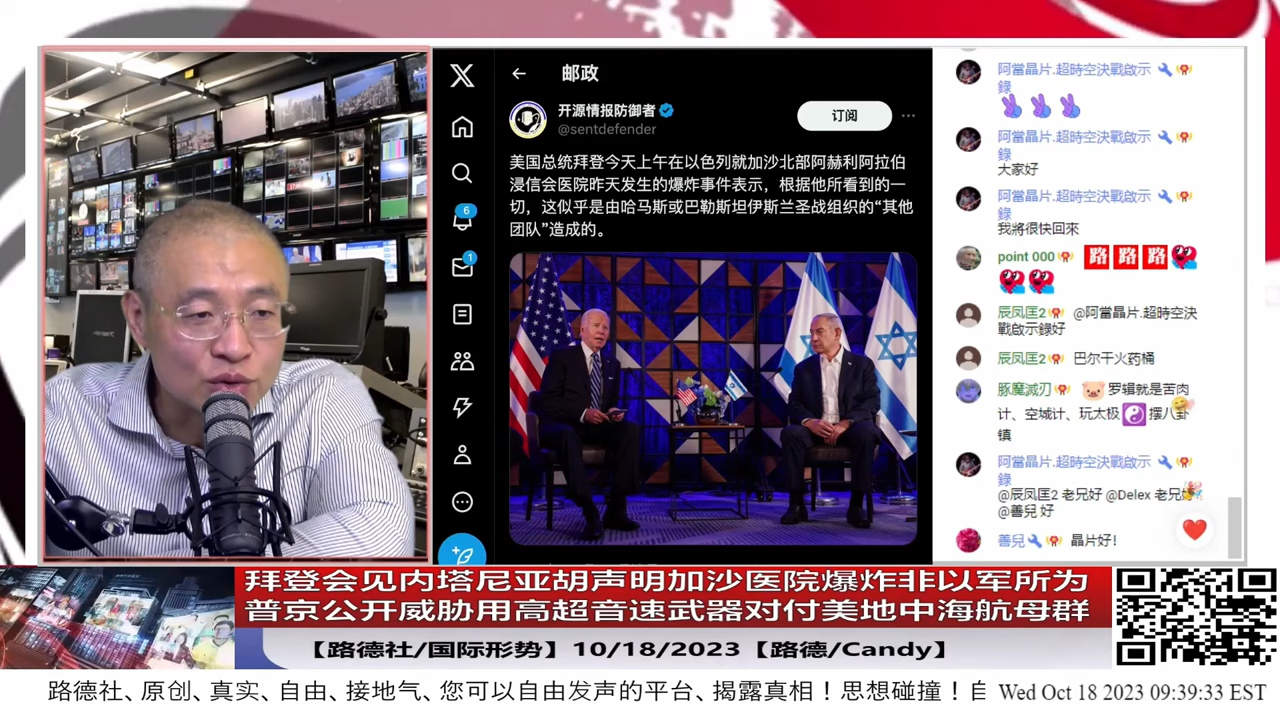 邮政
开源情报防御者
@sentdefender
订阅
美国总统拜登今天上午在以色列就加沙北部阿赫利阿拉伯
浸信会医院昨天发生的爆炸事件表示，根据他所看到的一
切，这似乎是由哈马斯或巴勒斯坦伊斯兰圣战组织的“其他
团队”造成的。
6
1
阿當晶片.超時空決戰啟示
錄
阿當晶片.超時空決戰啟示
錄
大家好
阿當晶片.超時空決戰啟示
錄
我將很快回來
point 000 路 路 路
辰凤匡2 @阿當晶片.超時空決
戰啟示錄好
辰凤匡2 巴尔干火药桶
豚魔滅刃 罗辑就是苦肉
计、空城计、玩太极 摆八卦
镇
阿當晶片.超時空決戰啟示
錄
@辰凤匡2 老兄好 @Delex 老兄好
@善兒 好
善兒 晶片好!
拜登会见内塔尼亚胡声明加沙医院爆炸非以军所为
普京公开威胁用高超音速武器对付美地中海航母群
【路德社/国际形势】10/18/2023【路德/Candy】
路德社、原创、真实、自由、接地气、您可以自由发声的平台、揭露真相！思想碰撞！自
Wed Oct 18 2023 09:39:33 EST